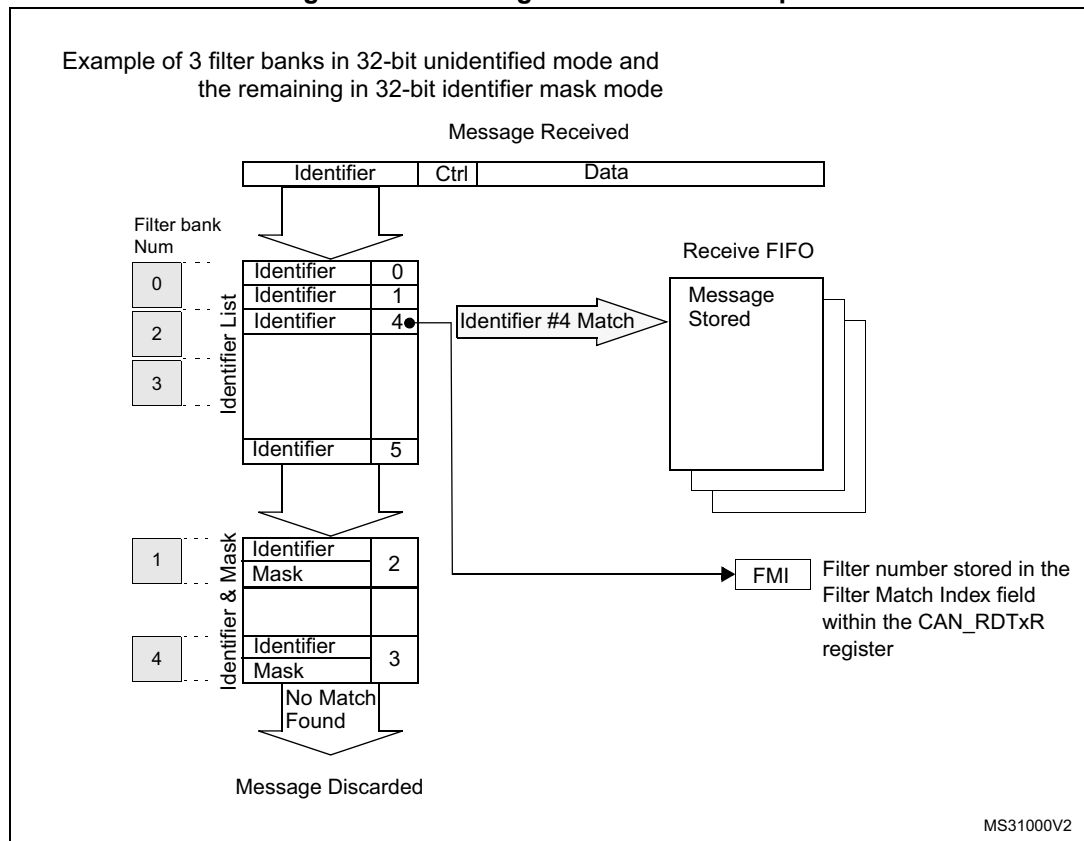 Example of 3 filter banks in 32-bit unidentified mode and
the remaining in 32-bit identifier mask mode
Message Received
Identifier Ctrl Data
Filter bank
Num
Receive FIFO
0
2
3
Identifier List
Identifier 0
Identifier 1
Identifier 4
Identifier 5
Identifier #4 Match
Message
Stored
1
4
Identifier & Mask
Identifier
Mask
2
Identifier
Mask
3
FMI
Filter number stored in the
Filter Match Index field
within the CAN_RDTxR
register
No Match
Found
Message Discarded
MS31000V2